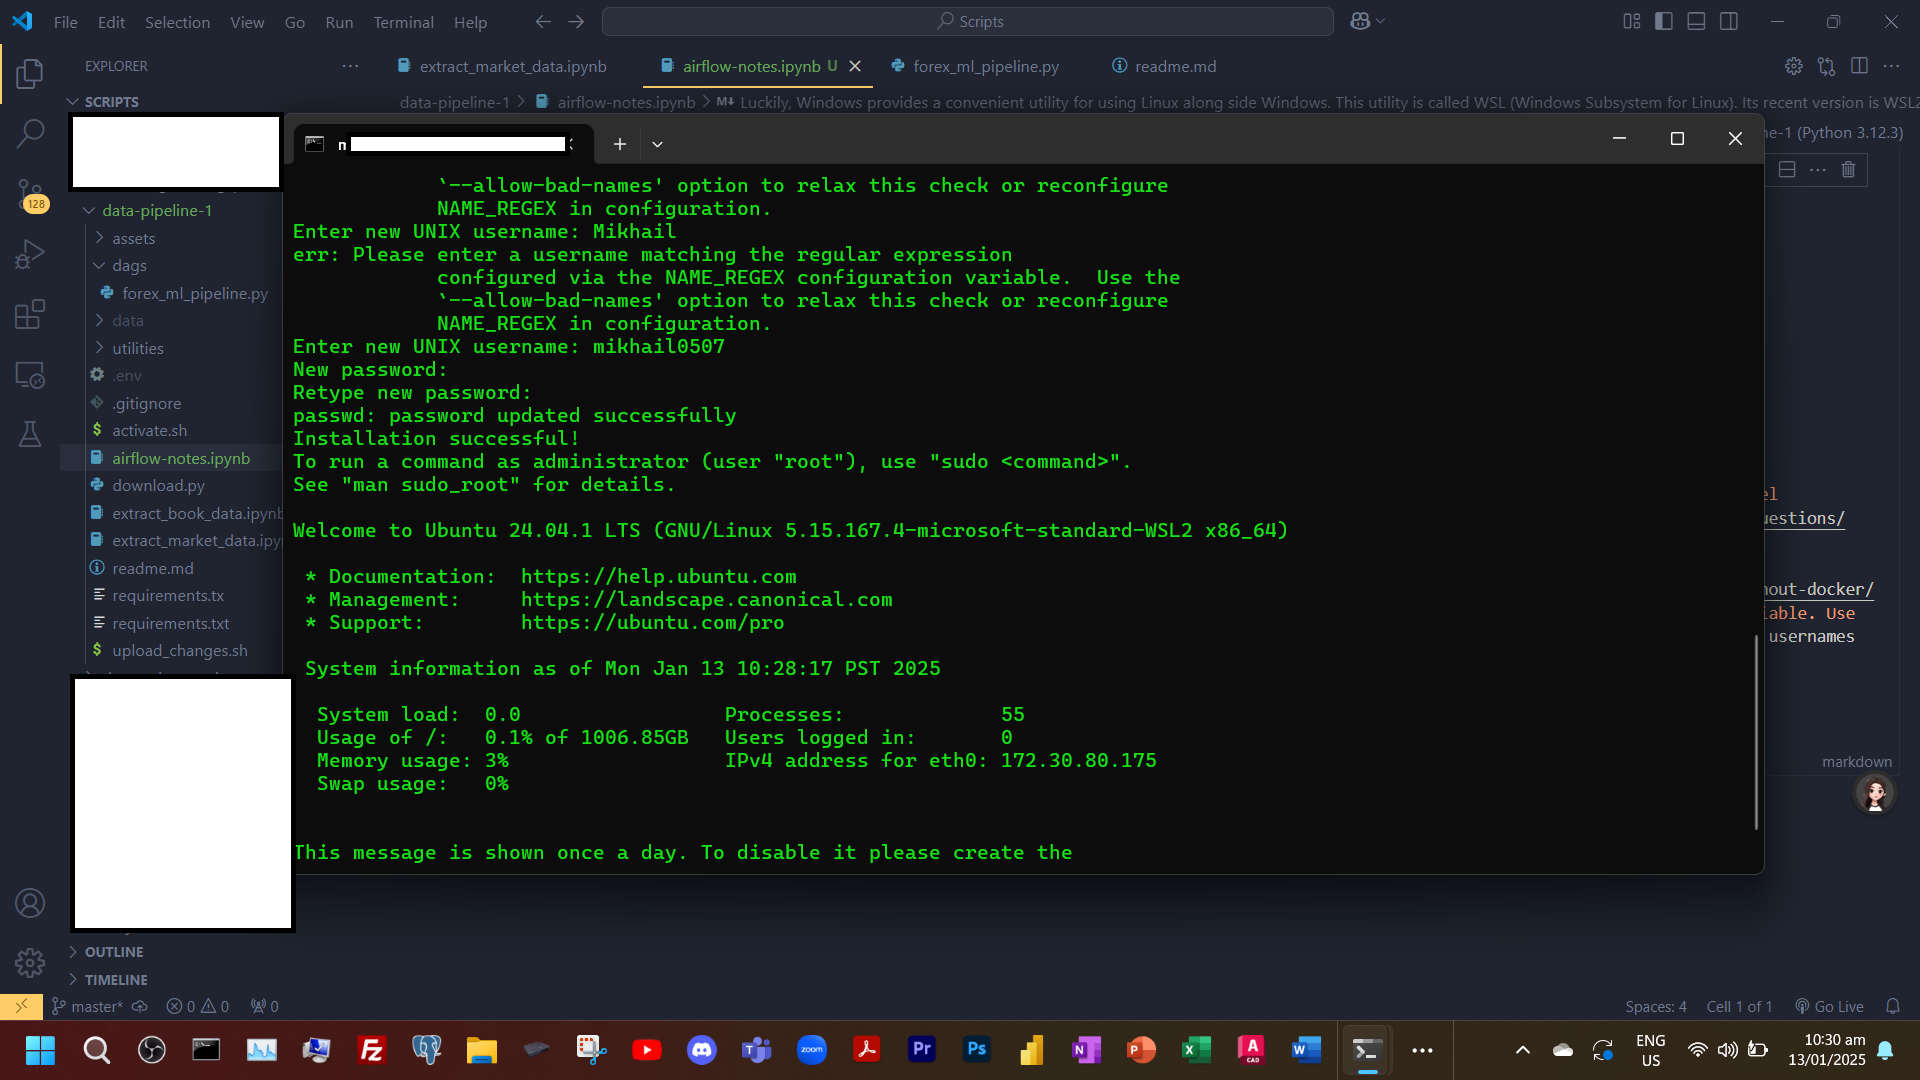 File Edit Selection View Go Run Terminal Help
Scripts
EXPLORER
extract_market_data.ipynb
airflow-notes.ipynb U
forex_ml_pipeline.py
readme.md
SCRIPTS
data-pipeline-1 > airflow-notes.ipynb > Luckily, Windows provides a convenient utility for using Linux along side Windows. This utility is called WSL (Windows Subsystem for Linux). Its recent version is WSL2
ne-1 (Python 3.12.3)
128
data-pipeline-1
assets
dags
forex_ml_pipeline.py
data
utilities
.env
.gitignore
activate.sh
airflow-notes.ipynb
download.py
extract_book_data.ipynb
extract_market_data.ipy
readme.md
requirements.tx
requirements.txt
upload_changes.sh
OUTLINE
TIMELINE
`--allow-bad-names' option to relax this check or reconfigure
NAME_REGEX in configuration.
Enter new UNIX username: Mikhail
err: Please enter a username matching the regular expression
configured via the NAME_REGEX configuration variable.  Use the
`--allow-bad-names' option to relax this check or reconfigure
NAME_REGEX in configuration.
Enter new UNIX username: mikhail0507
New password:
Retype new password:
passwd: password updated successfully
Installation successful!
To run a command as administrator (user "root"), use "sudo <command>".
See "man sudo_root" for details.
Welcome to Ubuntu 24.04.1 LTS (GNU/Linux 5.15.167.4-microsoft-standard-WSL2 x86_64)
* Documentation:  https://help.ubuntu.com
* Management:     https://landscape.canonical.com
* Support:        https://ubuntu.com/pro
System information as of Mon Jan 13 10:28:17 PST 2025
System load:  0.0                 Processes:             55
Usage of /:   0.1% of 1006.85GB   Users logged in:       0
Memory usage: 3%                  IPv4 address for eth0: 172.30.80.175
Swap usage:   0%
This message is shown once a day. To disable it please create the
el
uestions/
hout-docker/
iable. Use
usernames
markdown
master* 0 0 0
Spaces: 4 Cell 1 of 1 Go Live
Fz
zoom
Pr
Ps
N
P
X
A
CAD
W
ENG
US
10:30 am
13/01/2025